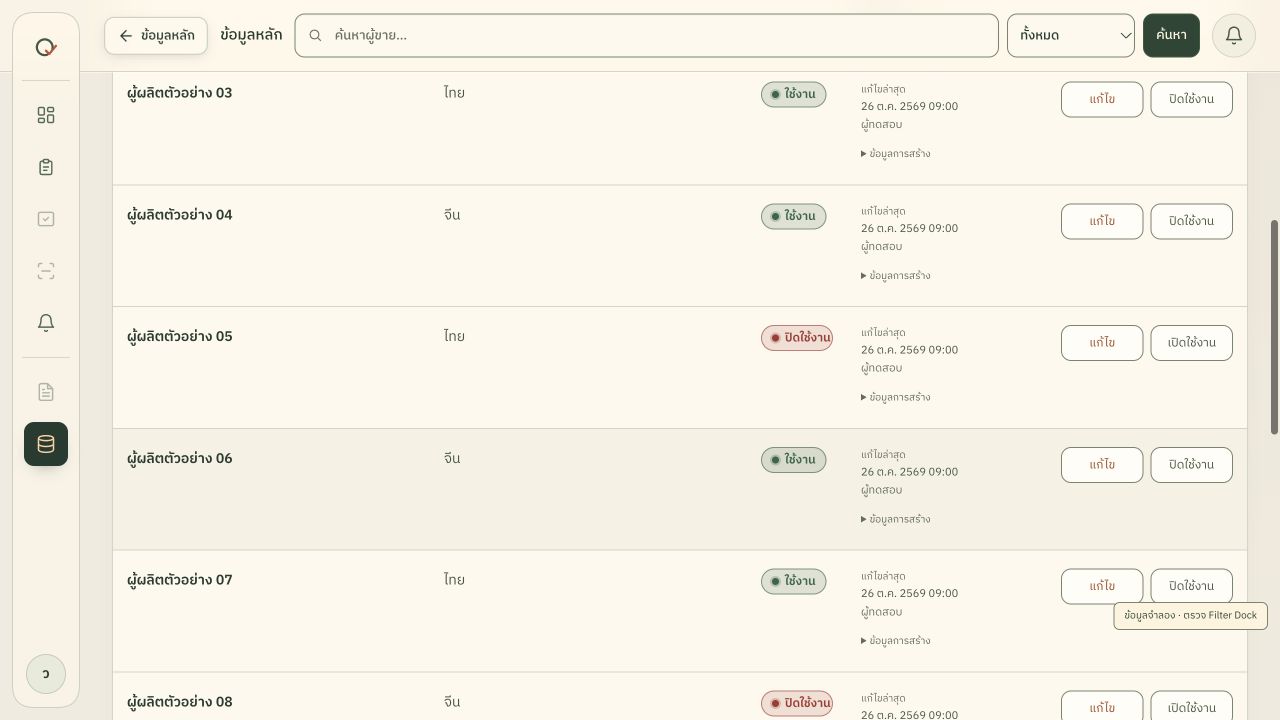 ข้อมูลหลัก
ข้อมูลหลัก
ค้นหาผู้ขาย...
ทั้งหมด
ค้นหา
ผู้ผลิตตัวอย่าง 03
ไทย
ใช้งาน
แก้ไขล่าสุด
26 ต.ค. 2569 09:00
ผู้ทดสอบ
ข้อมูลการสร้าง
แก้ไข
ปิดใช้งาน
ผู้ผลิตตัวอย่าง 04
จีน
ใช้งาน
แก้ไขล่าสุด
26 ต.ค. 2569 09:00
ผู้ทดสอบ
ข้อมูลการสร้าง
แก้ไข
ปิดใช้งาน
ผู้ผลิตตัวอย่าง 05
ไทย
ปิดใช้งาน
แก้ไขล่าสุด
26 ต.ค. 2569 09:00
ผู้ทดสอบ
ข้อมูลการสร้าง
แก้ไข
เปิดใช้งาน
ผู้ผลิตตัวอย่าง 06
จีน
ใช้งาน
แก้ไขล่าสุด
26 ต.ค. 2569 09:00
ผู้ทดสอบ
ข้อมูลการสร้าง
แก้ไข
ปิดใช้งาน
ผู้ผลิตตัวอย่าง 07
ไทย
ใช้งาน
แก้ไขล่าสุด
26 ต.ค. 2569 09:00
ผู้ทดสอบ
ข้อมูลการสร้าง
แก้ไข
ปิดใช้งาน
ข้อมูลจำลอง · ตรวจ Filter Dock
ผู้ผลิตตัวอย่าง 08
จีน
ปิดใช้งาน
แก้ไขล่าสุด
26 ต.ค. 2569 09:00
แก้ไข
เปิดใช้งาน
ว